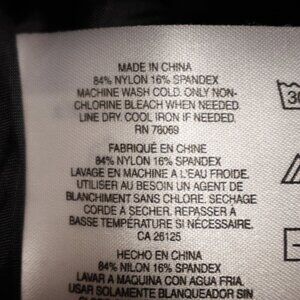 MADE IN CHINA
84% NYLON 16% SPANDEX
MACHINE WASH COLD. ONLY NON-
CHLORINE BLEACH WHEN NEEDED.
LINE DRY. COOL IRON IF NEEDED.
RN 76069
FABRIQUÉ EN CHINE
84% NYLON 16% SPANDEX
LAVAGE EN MACHINE A L'EAU FROIDE.
UTILISER AU BESOIN UN AGENT DE
BLANCHIMENT SANS CHLORE. SECHAGE
CORDE A SECHER. REPASSER A
BASSE TEMPÉRATURE SI NÉCESSAIRE.
CA 26125
HECHO EN CHINA
84% NILON 16% SPANDEX
LAVAR A MAQUINA CON AGUA FRIA.
USAR SOLAMENTE BLANQUEADOR SIN
30